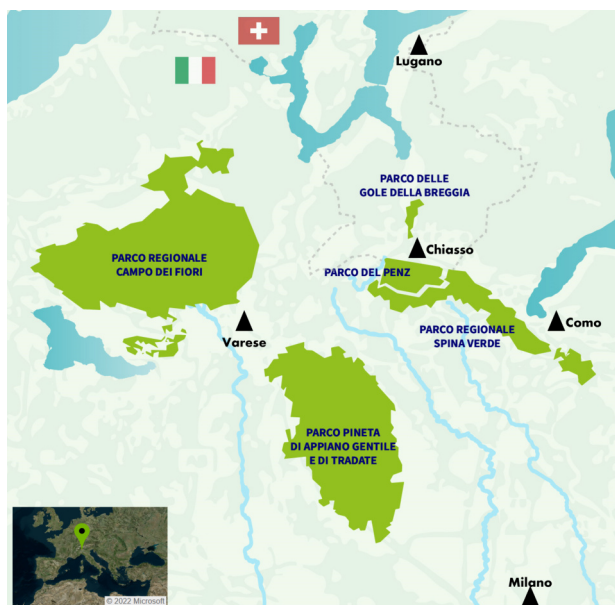 Lugano
PARCO DELLE
GOLE DELLA BREGGIA
Chiasso
PARCO REGIONALE
CAMPO DEI FIORI
PARCO DEL PENZ
Varese
PARCO REGIONALE
SPINA VERDE
Como
PARCO PINETA
DI APPIANO GENTILE
E DI TRADATE
Milano
© 2022 Microsoft